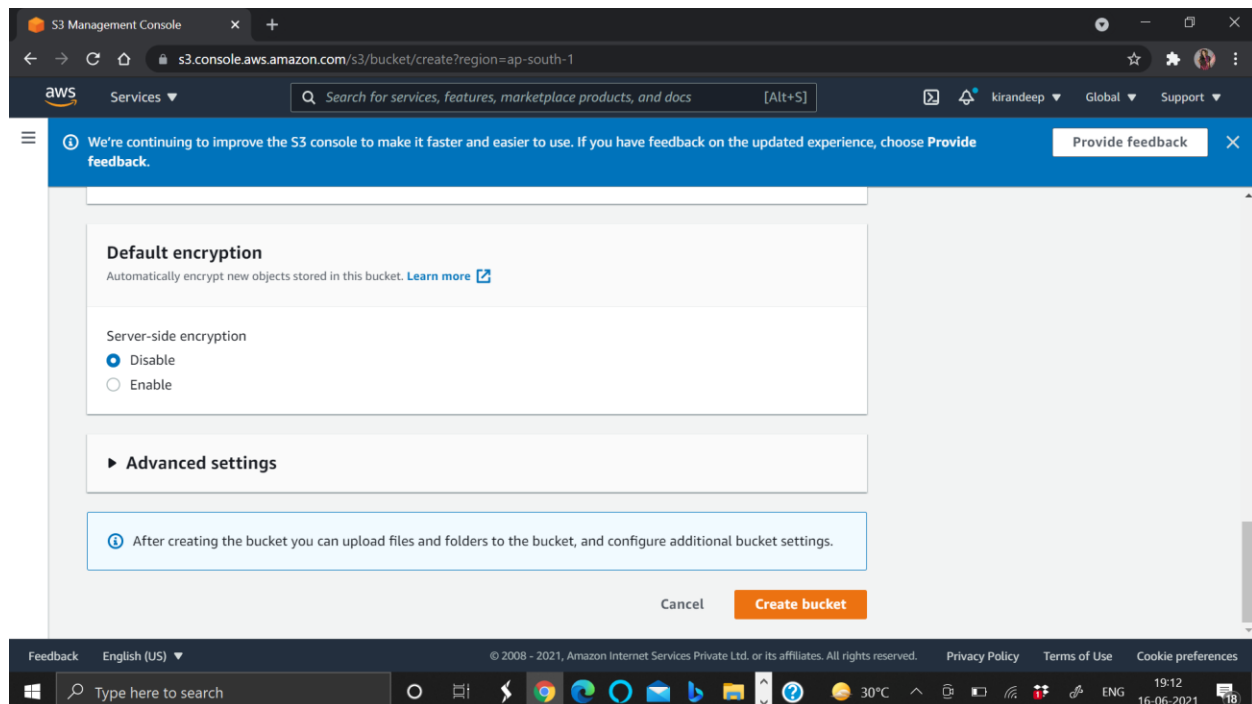 S3 Management Console
s3.console.aws.amazon.com/s3/bucket/create?region=ap-south-1
aws
Services ▼
Search for services, features, marketplace products, and docs
[Alt+S]
kirandeep ▼
Global ▼
Support ▼
We're continuing to improve the S3 console to make it faster and easier to use. If you have feedback on the updated experience, choose Provide
feedback.
Provide feedback
Default encryption
Automatically encrypt new objects stored in this bucket. Learn more
Server-side encryption
Disable
Enable
Advanced settings
After creating the bucket you can upload files and folders to the bucket, and configure additional bucket settings.
Cancel
Create bucket
Feedback
English (US) ▼
© 2008 - 2021, Amazon Internet Services Private Ltd. or its affiliates. All rights reserved.
Privacy Policy
Terms of Use
Cookie preferences
Type here to search
30°C
ENG
19:12
16-06-2021
18